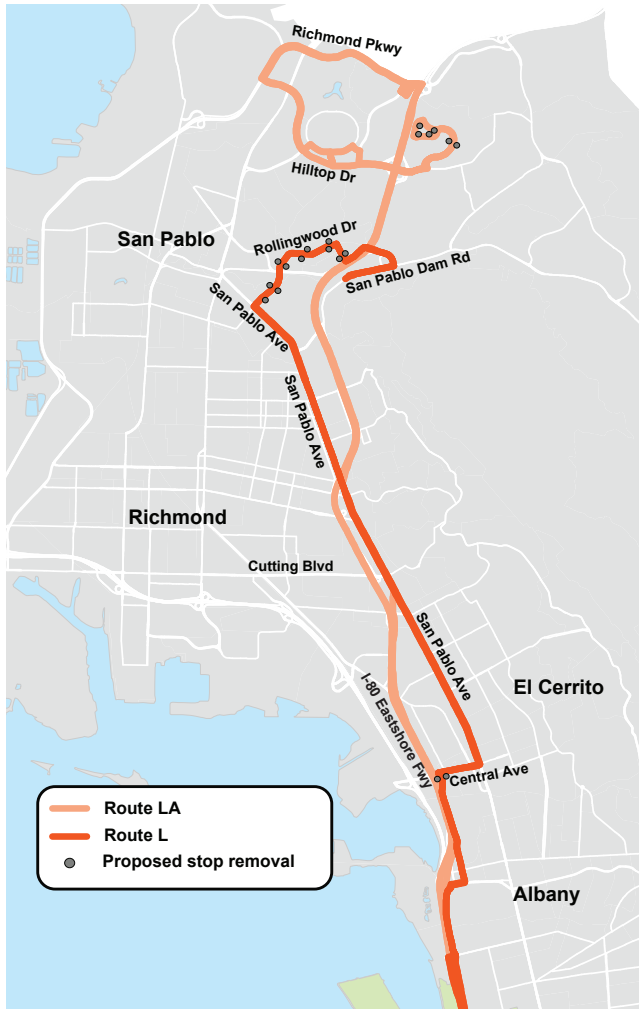 Richmond Pkwy
Hilltop Dr
San Pablo
Rollingwood Dr
San Pablo Dam Rd
San Pablo Ave
San Pablo Ave
Richmond
Cutting Blvd
San Pablo Ave
El Cerrito
I-80 Eastshore Fwy
Central Ave
Route LA
Route L
Proposed stop removal
Albany